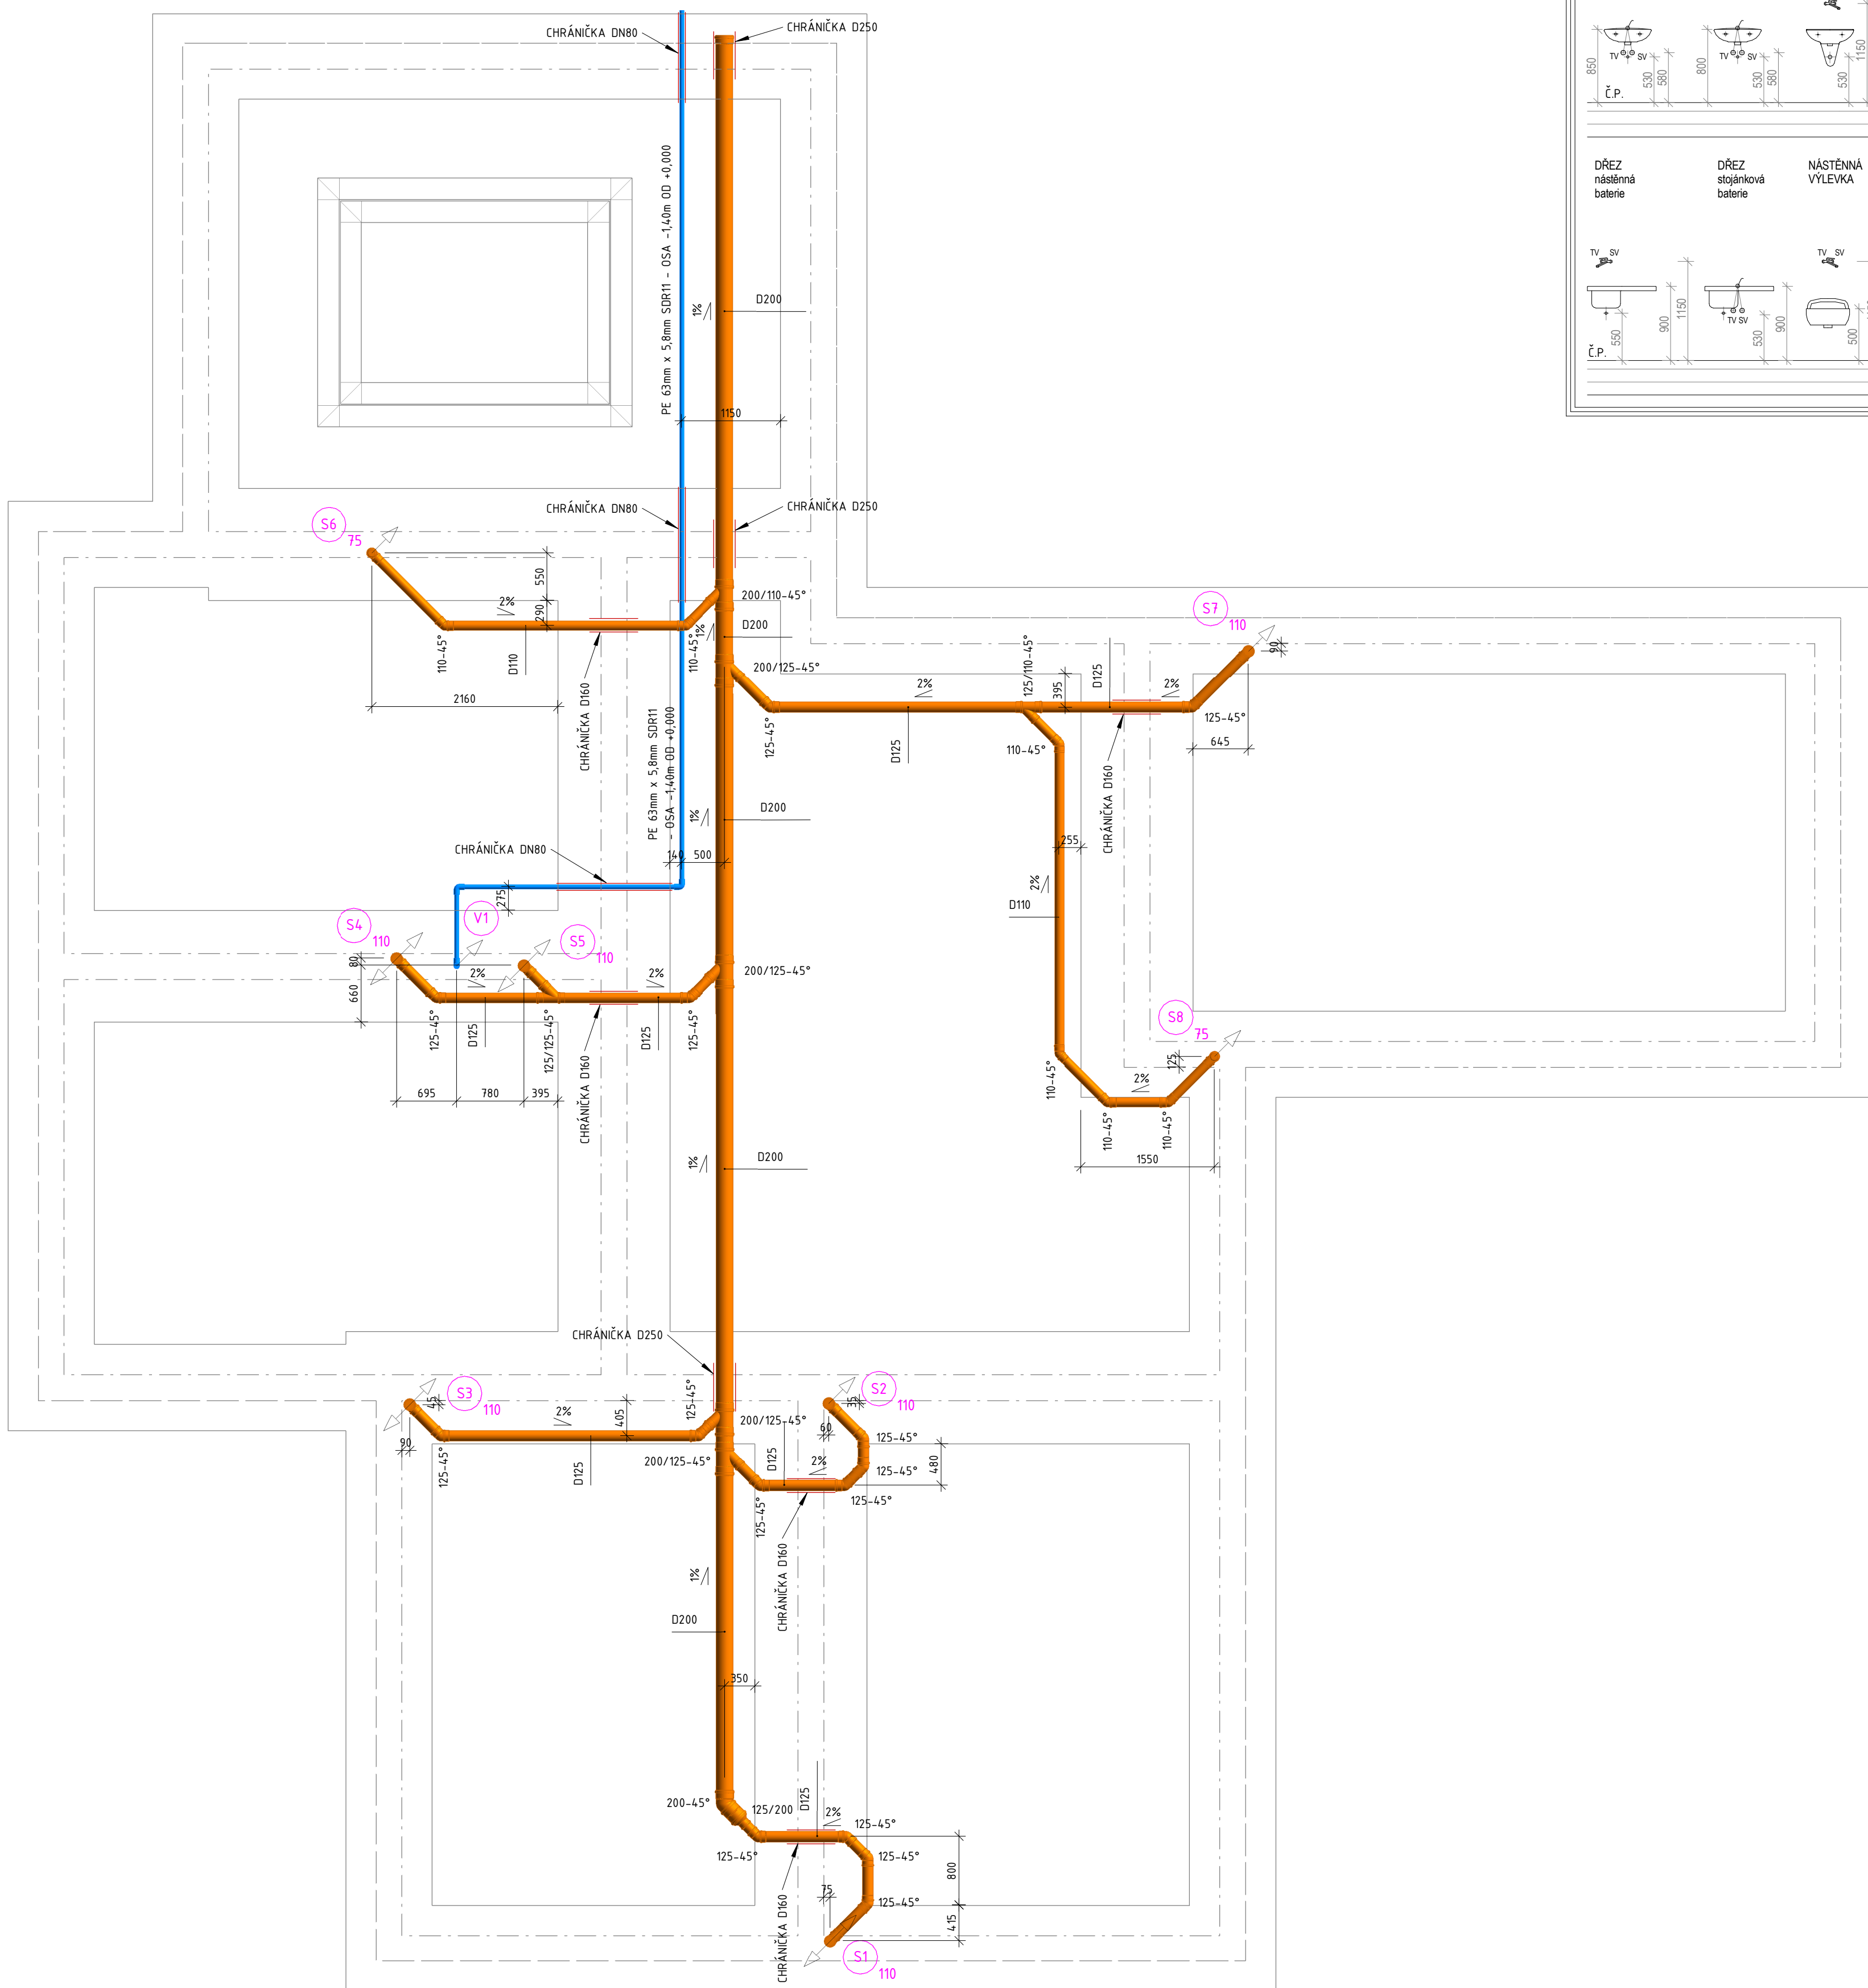 CHRÁNIČKA DN80
CHRÁNIČKA D250
TV
SV
850
530
580
Č.P.
TV
SV
800
530
580
530
1150
DŘEZ
nástěnná
baterie
DŘEZ
stojánková
baterie
NÁSTĚNNÁ
VÝLEVKA
TV SV
550
900
1150
Č.P.
TV SV
530
900
TV SV
500
PE 63mm x 5,8mm SDR11 - OSA -1,40m OD +0,000
1%
D200
1150
CHRÁNIČKA DN80
CHRÁNIČKA D250
S6
75
550
290
2%
110-45°
D110
2160
CHRÁNIČKA D160
110-45°
200/110-45°
1%
D200
200/125-45°
125-45°
2%
D125
125/110-45°
395
D125
2%
S7
110
90
125-45°
645
110-45°
CHRÁNIČKA D160
PE 63mm x 5,8mm SDR11
- OSA -1,40m OD +0,000
1%
D200
140
500
CHRÁNIČKA DN80
275
255
2%
D110
S4
110
V1
S5
110
80
660
2%
2%
125-45°
D125
125/125-45°
D125
125-45°
200/125-45°
695
780
395
CHRÁNIČKA D160
S8
75
125
2%
110-45°
110-45°
110-45°
1550
1%
D200
CHRÁNIČKA D250
S3
110
45
90
2%
405
125-45°
125-45°
D125
200/125-45°
200/125-45°
S2
110
35
60
D125
2%
125-45°
125-45°
125-45°
480
125-45°
CHRÁNIČKA D160
1%
D200
350
200-45°
125/200
D125
2%
125-45°
125-45°
125-45°
125-45°
800
415
75
CHRÁNIČKA D160
S1
110